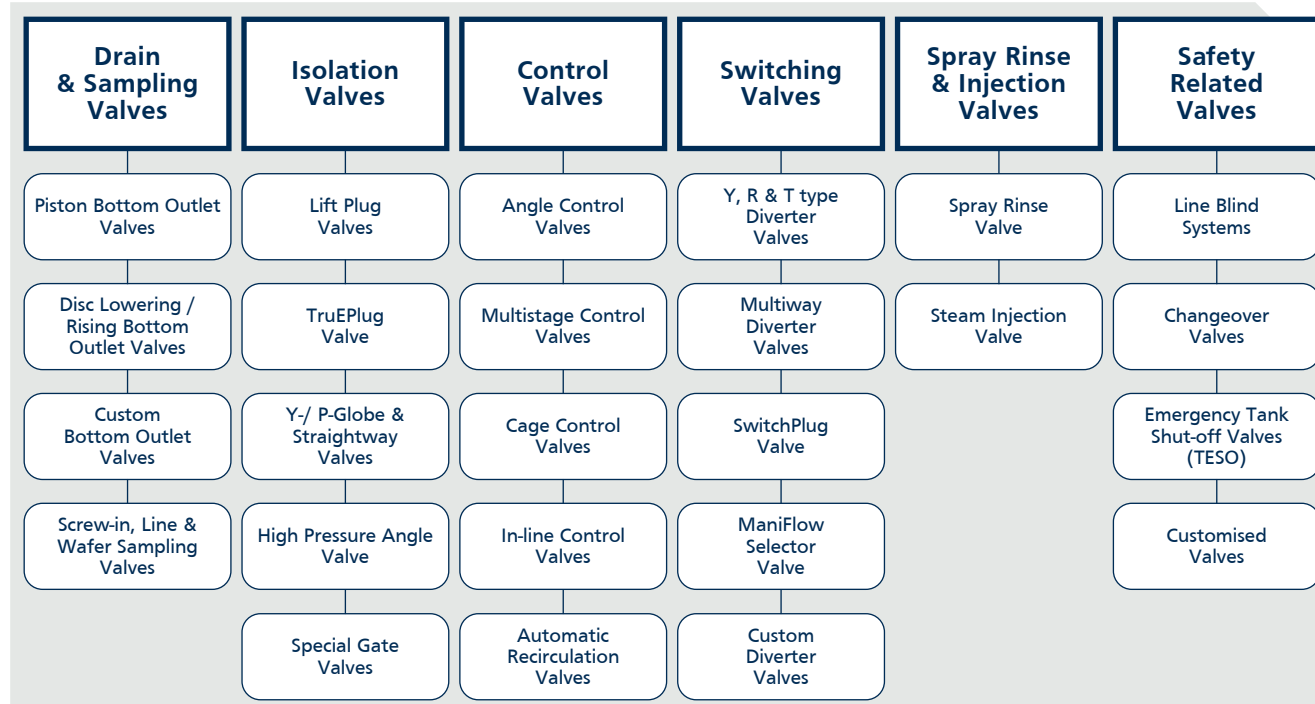 Drain
& Sampling
Valves
Isolation
Valves
Control
Valves
Switching
Valves
Spray Rinse
& Injection
Valves
Safety
Related
Valves
Piston Bottom Outlet
Valves
Lift Plug
Valves
Angle Control
Valves
Y, R & T type
Diverter
Valves
Spray Rinse
Valve
Line Blind
Systems
Disc Lowering /
Rising Bottom
Outlet Valves
TruEPlug
Valve
Multistage Control
Valves
Multiway
Diverter
Valves
Steam Injection
Valve
Changeover
Valves
Custom
Bottom Outlet
Valves
Y-/ P-Globe &
Straightway
Valves
Cage Control
Valves
SwitchPlug
Valve
Emergency Tank
Shut-off Valves
(TESO)
Screw-in, Line &
Wafer Sampling
Valves
High Pressure Angle
Valve
In-line Control
Valves
ManiFlow
Selector
Valve
Customised
Valves
Special Gate
Valves
Automatic
Recirculation
Valves
Custom
Diverter
Valves